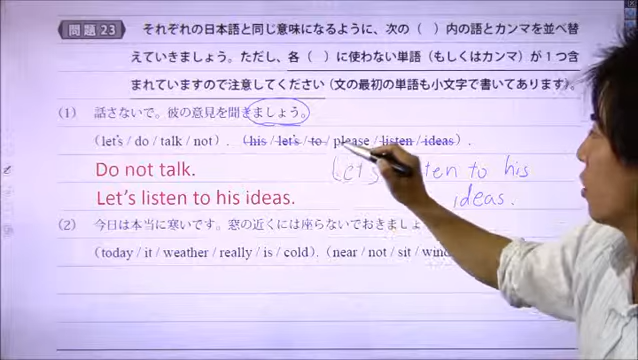 問題 23 それぞれの日本語と同じ意味になるように、次の（ ）内の語とカンマを並べ替
えていきましょう。ただし、各（ ）に使わない単語（もしくはカンマ）が1つ含
まれていますので注意してください（文の最初の単語も小文字で書いてあります）。
(1) 話さないで。彼の意見を聞きましょう。
(let's / do / talk / not). (his / let's / to / please / listen / ideas).
Do not talk. Let's listen to his
Let's listen to his ideas. ideas.
(2) 今日は本当に寒いです。窓の近くには座らないでおきましょ
(today / it / weather / really / is / cold). (near / not / sit /